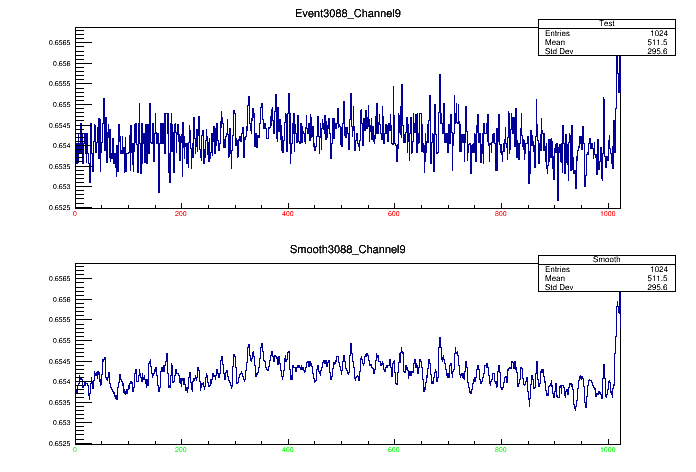 Event3088_Channel9
Test
Entries 1024
Mean 511.5
Std Dev 295.6
0.6565
0.656
0.6555
0.655
0.6545
0.654
0.6535
0.653
0.6525
0 200 400 600 800 1000
Smooth3088_Channel9
Smooth
Entries 1024
Mean 511.5
Std Dev 295.6
0.6565
0.656
0.6555
0.655
0.6545
0.654
0.6535
0.653
0.6525
0 200 400 600 800 1000